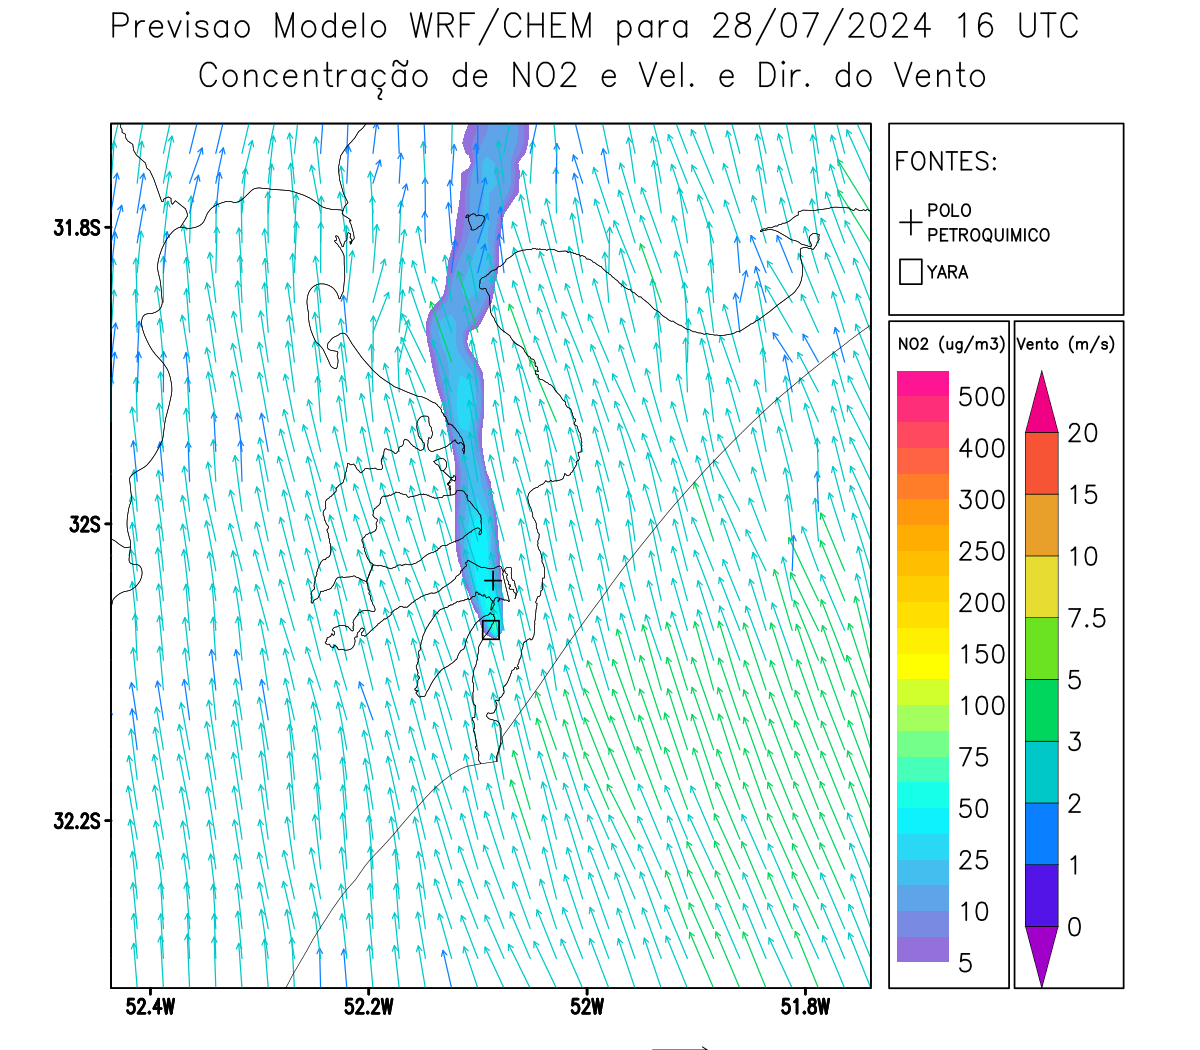 Previsao Modelo WRF/CHEM para 28/07/2024 16 UTC
Concentração de NO2 e Vel. e Dir. do Vento
FONTES:
POLO
PETROQUIMICO
YARA
31.8S
32S
32.2S
52.4W
52.2W
52W
51.8W
NO2 (ug/m3)
500
400
300
250
200
150
100
75
50
25
10
5
Vento (m/s)
20
15
10
7.5
5
3
2
1
0